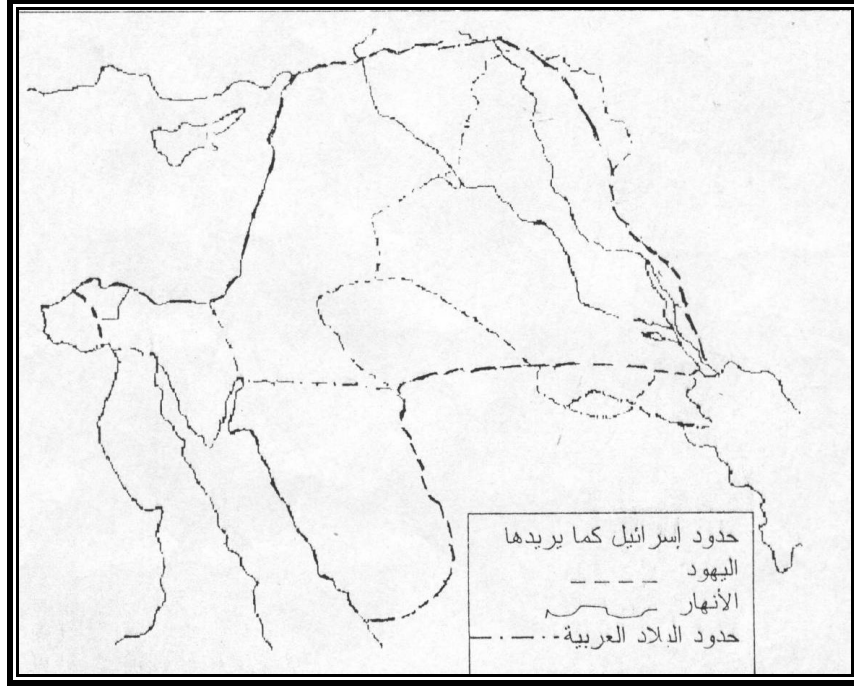 حدود إسرائيل كما يريدها
اليهود
الأنهار
حدود البلاد العربية